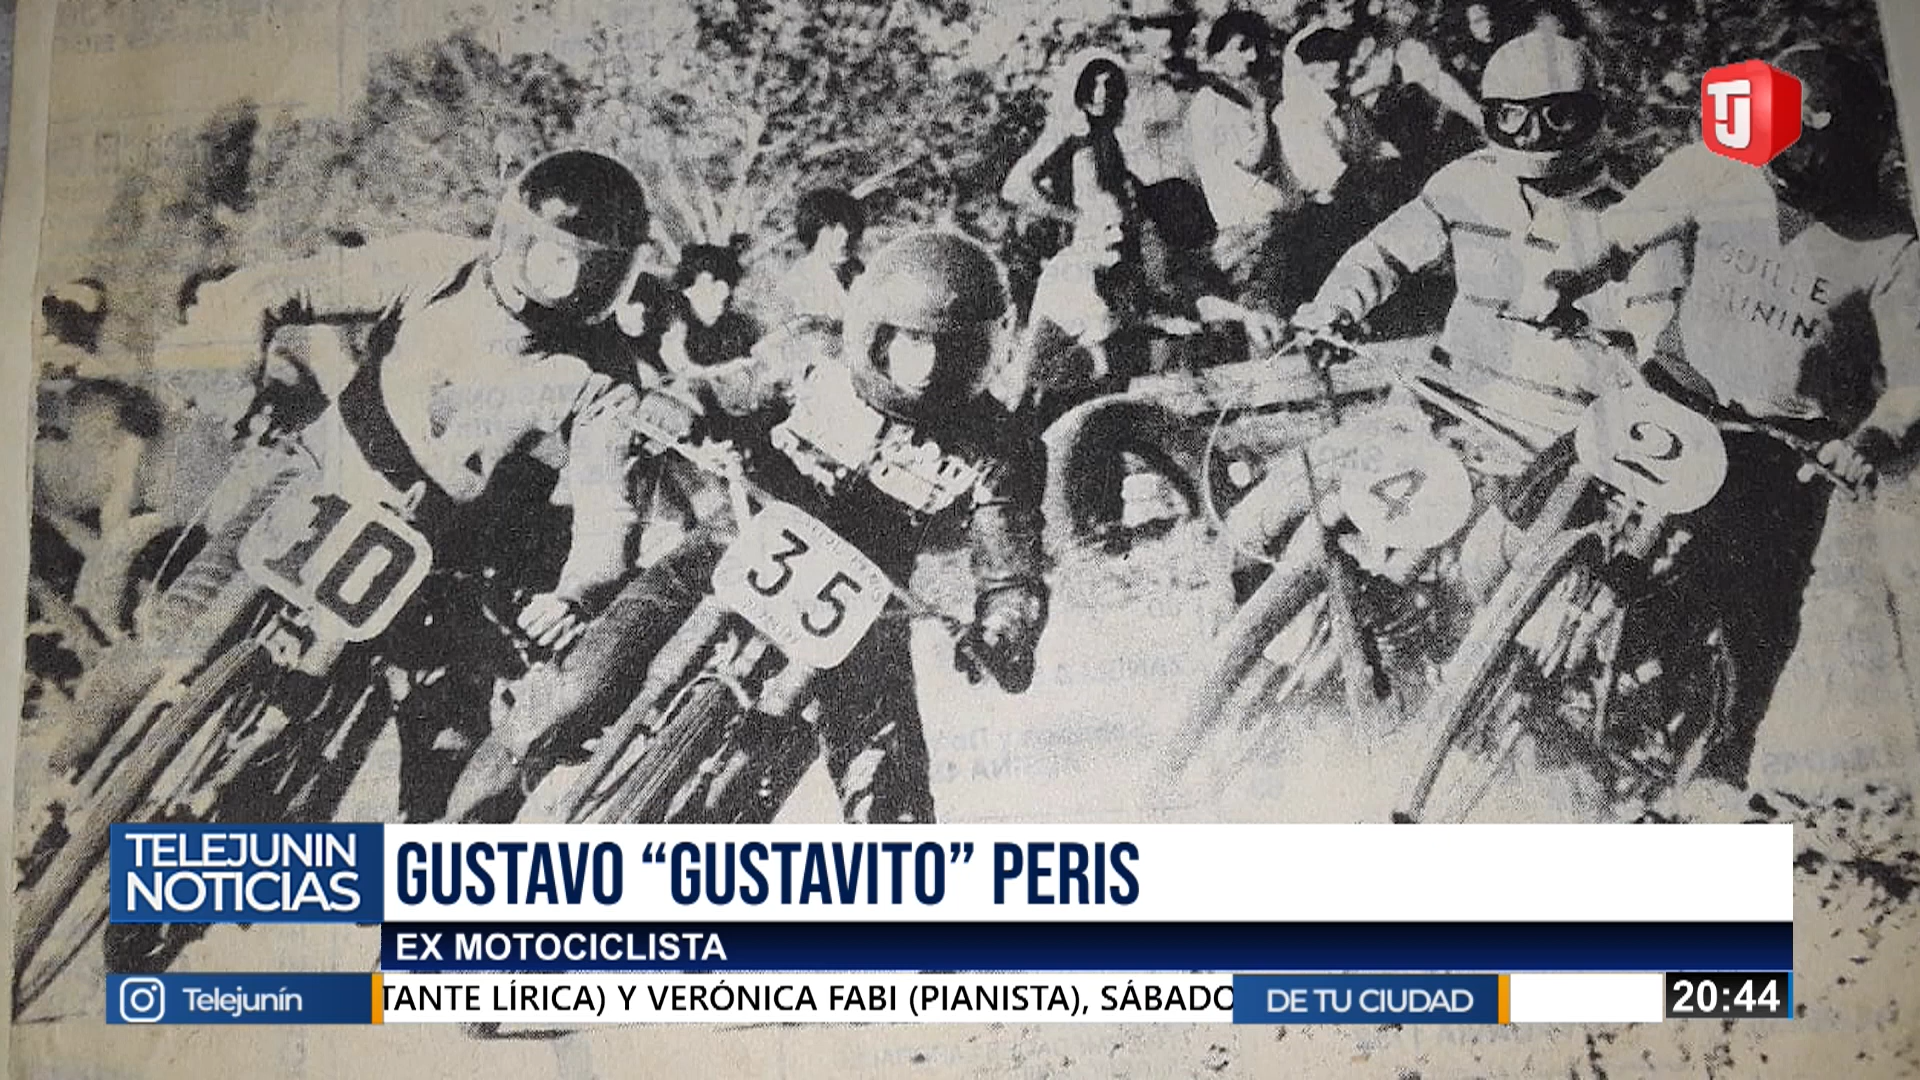 TJ
GUILLE
JUNIN
10
35
4
2
TELEJUNIN
NOTICIAS
GUSTAVO “GUSTAVITO” PERIS
EX MOTOCICLISTA
Telejunín
TANTE LÍRICA) Y VERÓNICA FABI (PIANISTA), SÁBADO
DE TU CIUDAD
20:44